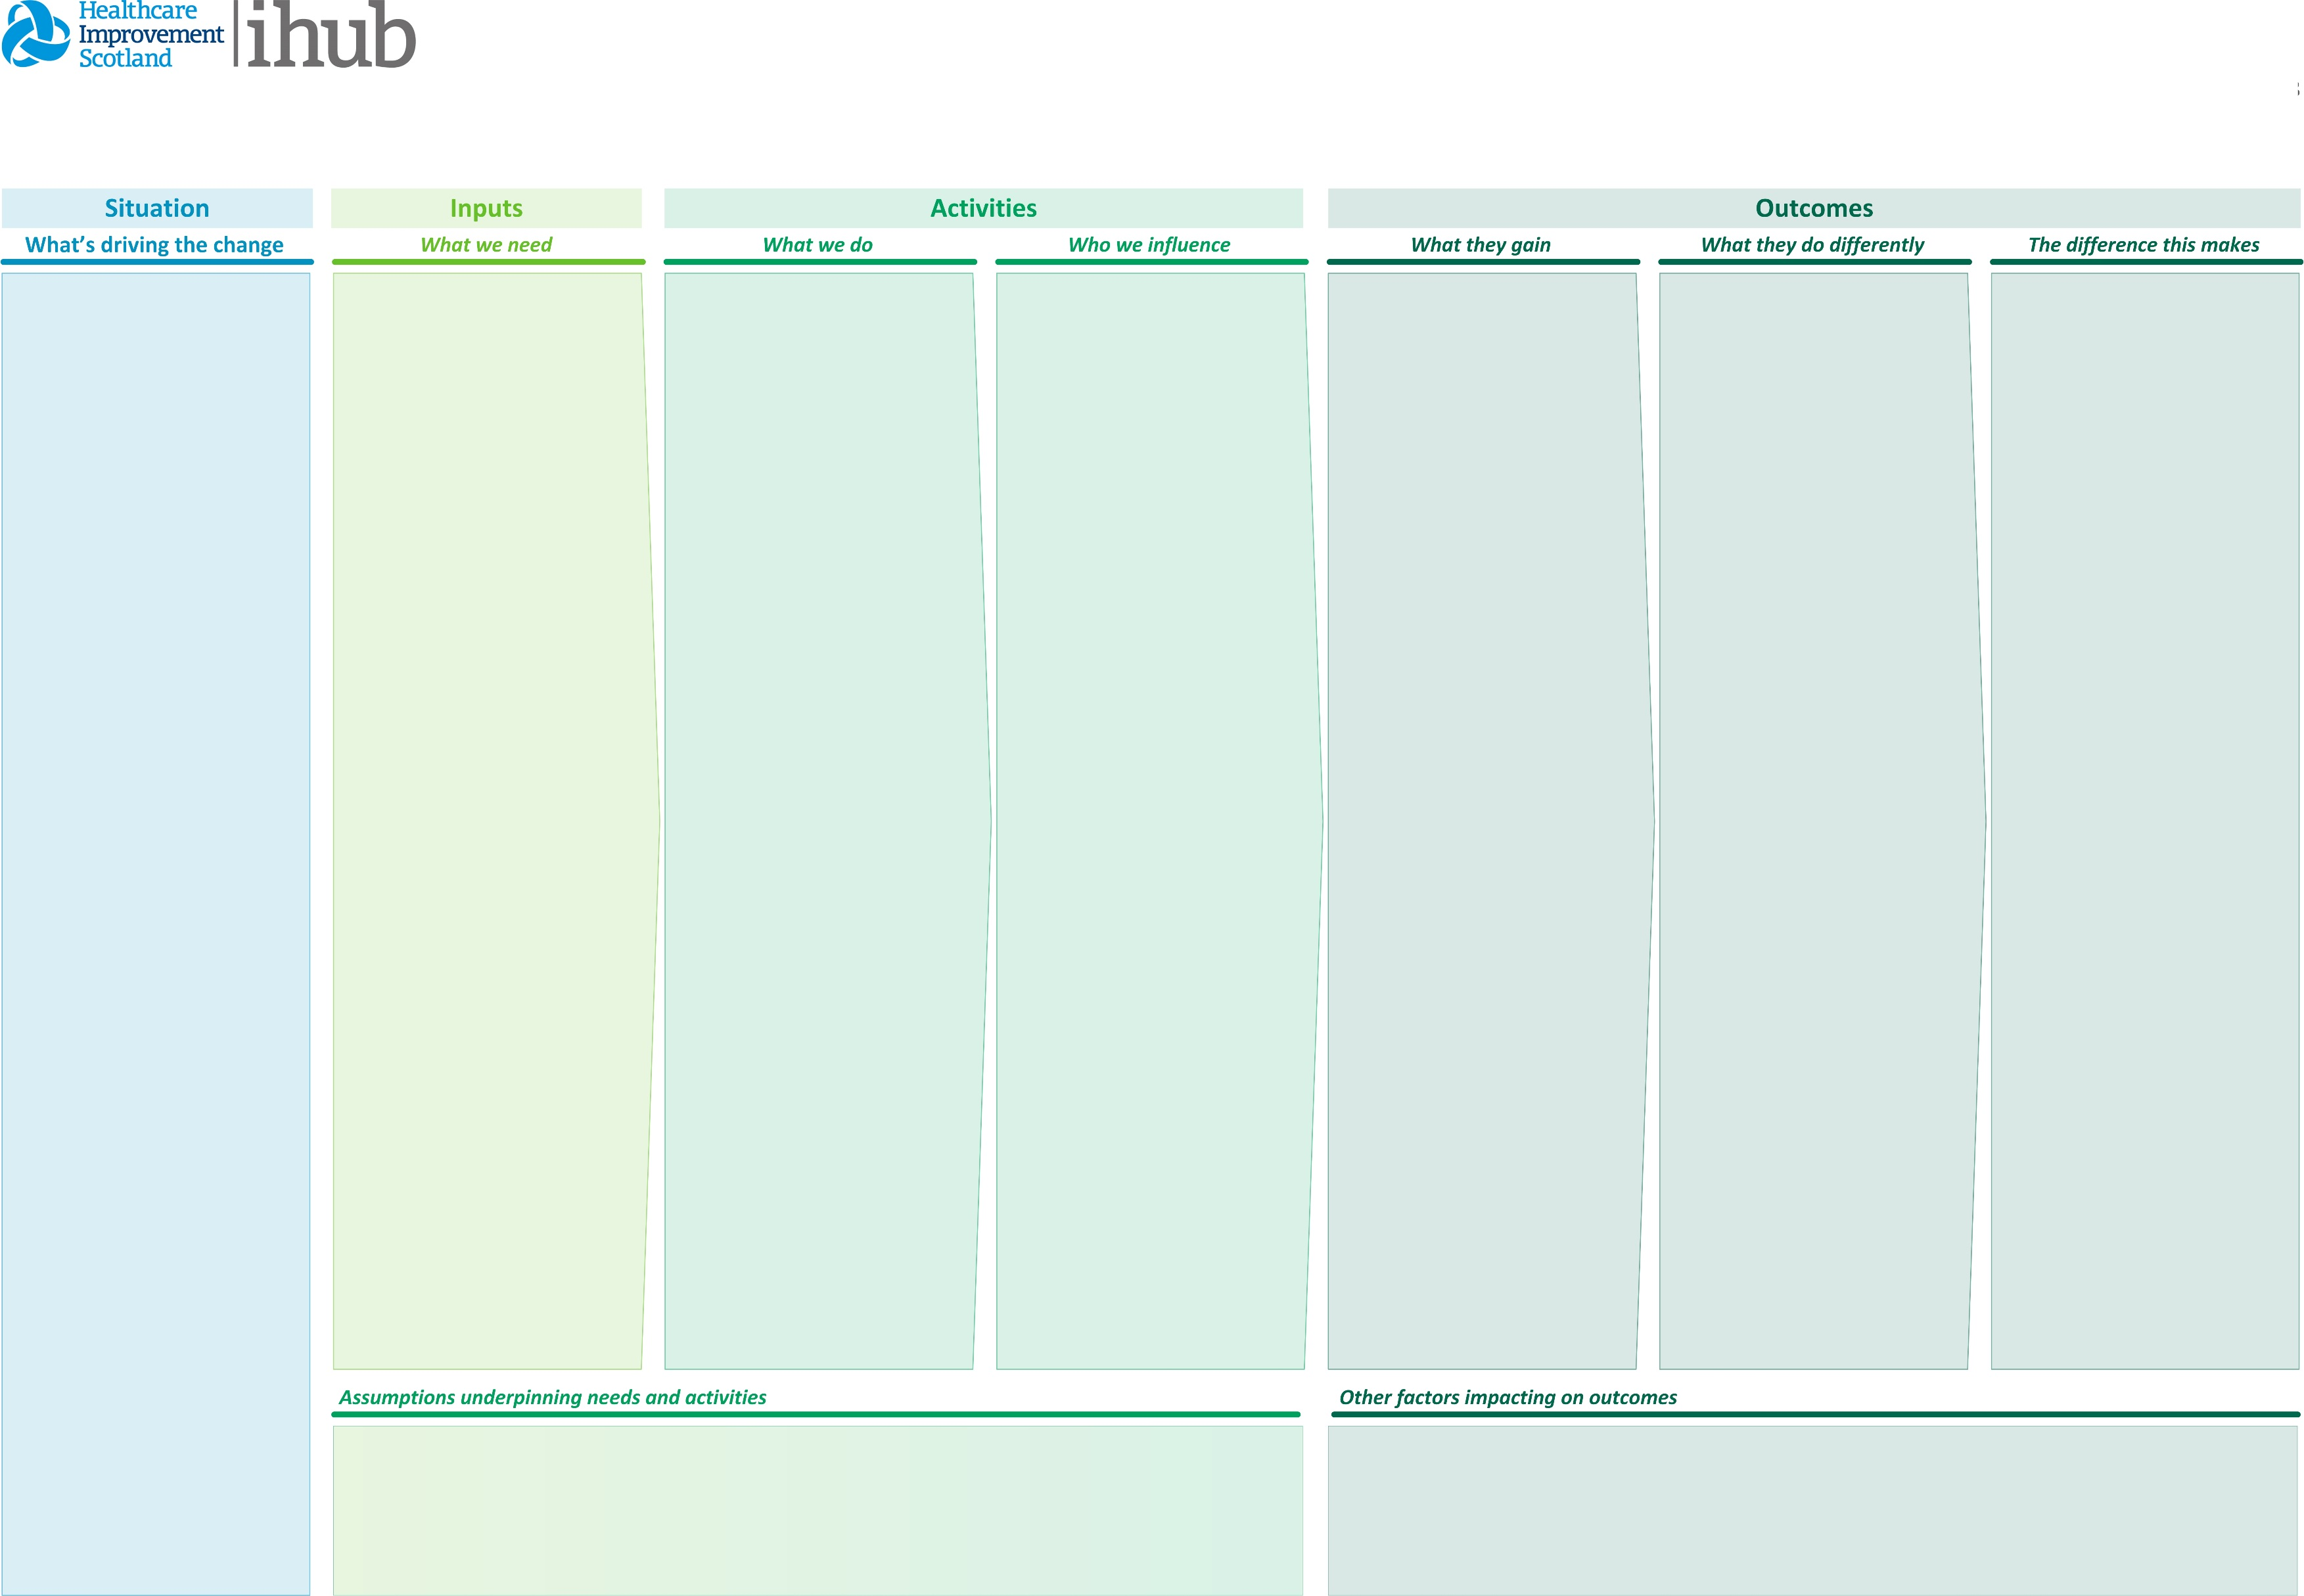 Healthcare
Improvement
Scotland
ihub
Situation
Inputs
Activities
Outcomes
What’s driving the change
What we need
What we do
Who we influence
What they gain
What they do differently
The difference this makes
Assumptions underpinning needs and activities
Other factors impacting on outcomes